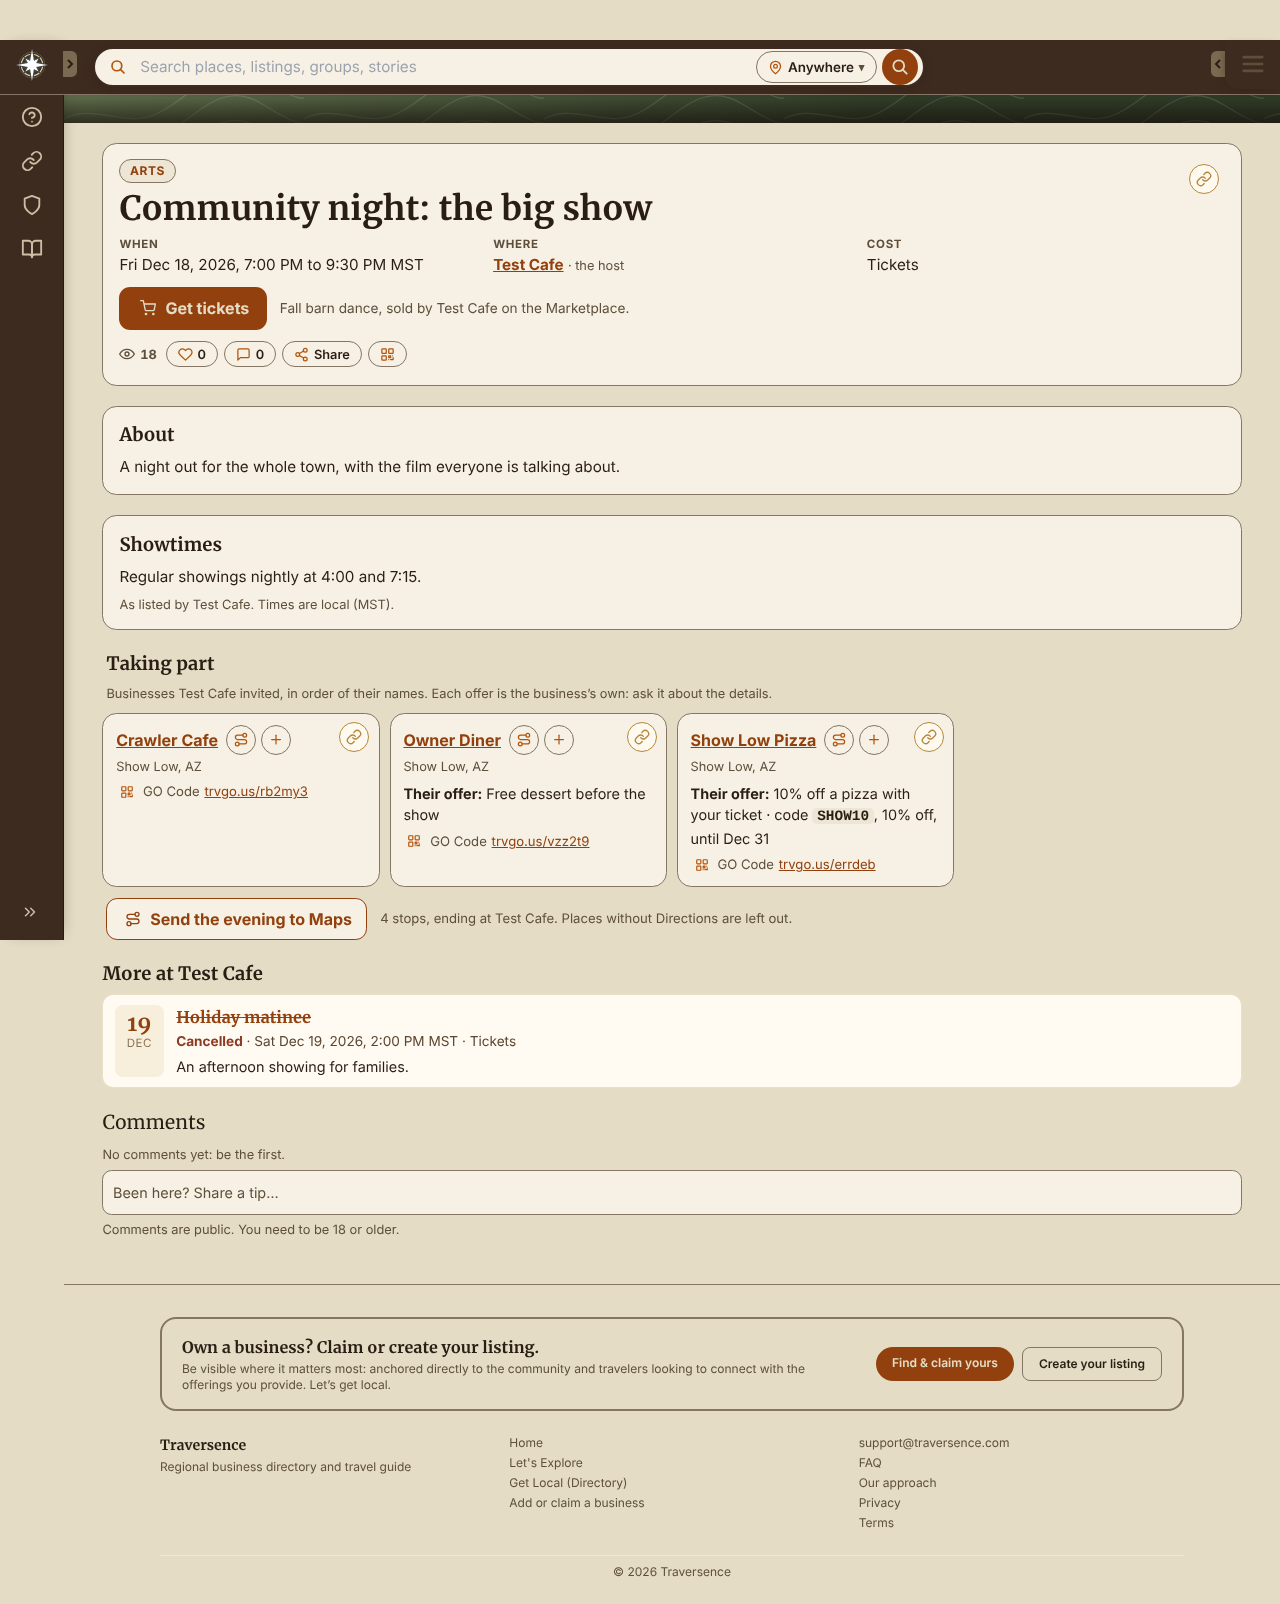 Search places, listings, groups, stories
Anywhere ▾
ARTS
Community night: the big show
WHEN
Fri Dec 18, 2026, 7:00 PM to 9:30 PM MST
WHERE
Test Cafe · the host
COST
Tickets
Get tickets
Fall barn dance, sold by Test Cafe on the Marketplace.
18
0
0
Share
About
A night out for the whole town, with the film everyone is talking about.
Showtimes
Regular showings nightly at 4:00 and 7:15.
As listed by Test Cafe. Times are local (MST).
Taking part
Businesses Test Cafe invited, in order of their names. Each offer is the business’s own: ask it about the details.
Crawler Cafe
Show Low, AZ
GO Code trvgo.us/rb2my3
Owner Diner
Show Low, AZ
Their offer: Free dessert before the
show
GO Code trvgo.us/vzz2t9
Show Low Pizza
Show Low, AZ
Their offer: 10% off a pizza with
your ticket · code SHOW10, 10% off,
until Dec 31
GO Code trvgo.us/errdeb
Send the evening to Maps
4 stops, ending at Test Cafe. Places without Directions are left out.
More at Test Cafe
19
DEC
Holiday matinee
Cancelled · Sat Dec 19, 2026, 2:00 PM MST · Tickets
An afternoon showing for families.
Comments
No comments yet: be the first.
Been here? Share a tip...
Comments are public. You need to be 18 or older.
Own a business? Claim or create your listing.
Be visible where it matters most: anchored directly to the community and travelers looking to connect with the
offerings you provide. Let’s get local.
Find & claim yours
Create your listing
Traversence
Regional business directory and travel guide
Home
Let's Explore
Get Local (Directory)
Add or claim a business
support@traversence.com
FAQ
Our approach
Privacy
Terms
© 2026 Traversence